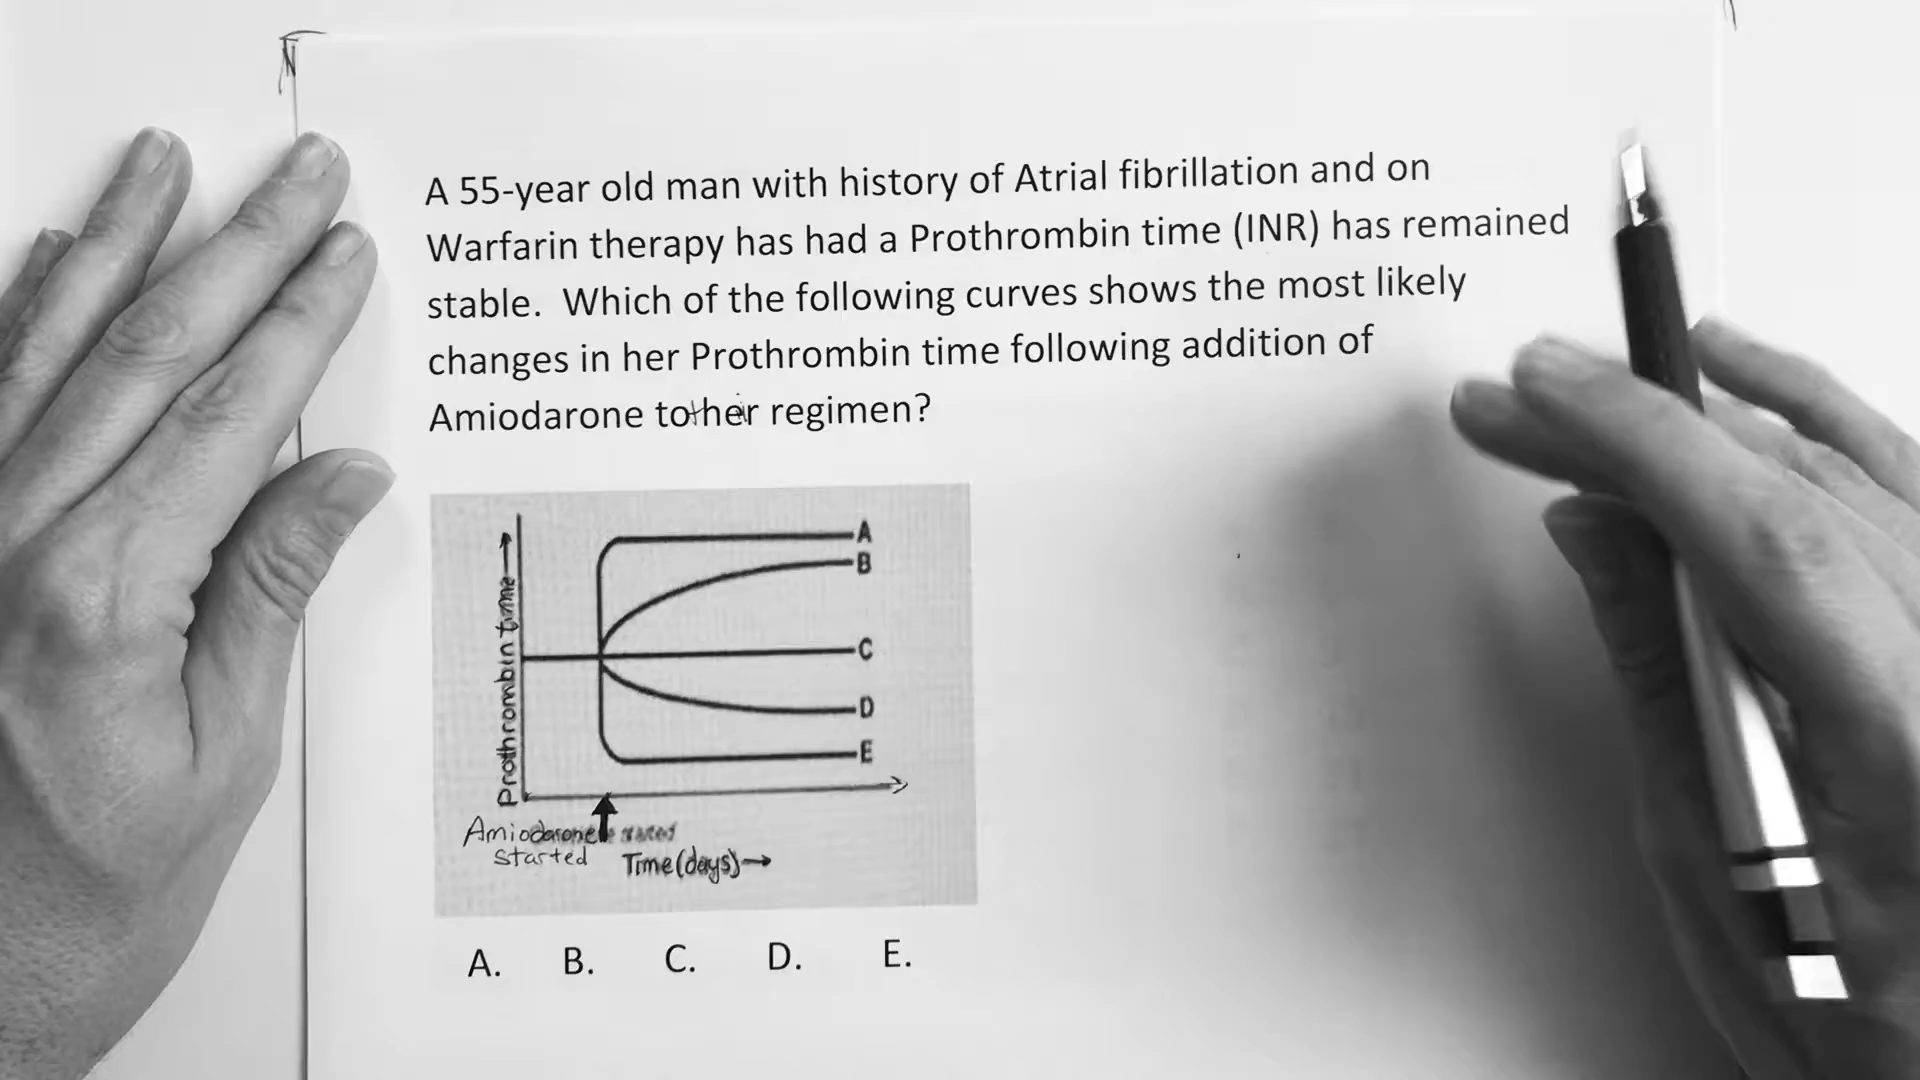 A 55-year old man with history of Atrial fibrillation and on
Warfarin therapy has had a Prothrombin time (INR) has remained
stable. Which of the following curves shows the most likely
changes in her Prothrombin time following addition of
Amiodarone to their regimen?
Prothrombin time
A
B
C
D
E
Amiodarone
started
Time (days)
A. B. C. D. E.